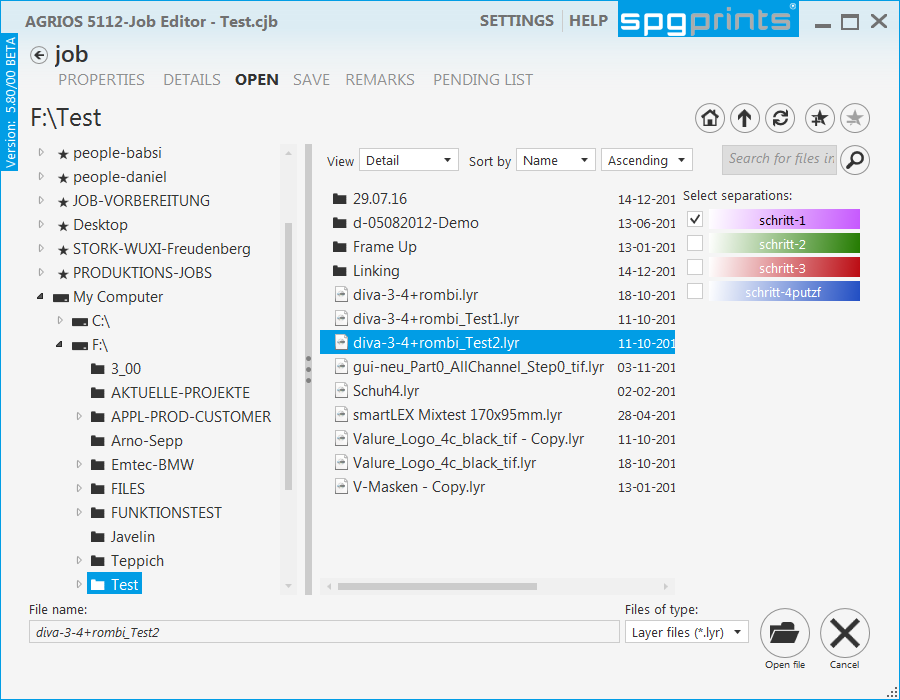 AGRIOS 5112-Job Editor - Test.cjb
SETTINGS HELP
spgprints®
Version: 5.80/00 BETA
job
PROPERTIES DETAILS OPEN SAVE REMARKS PENDING LIST
F:\Test
people-babsi
people-daniel
JOB-VORBEREITUNG
Desktop
STORK-WUXI-Freudenberg
PRODUKTIONS-JOBS
My Computer
C:\
F:\
3_00
AKTUELLE-PROJEKTE
APPL-PROD-CUSTOMER
Arno-Sepp
Emtec-BMW
FILES
FUNKTIONSTEST
Javelin
Teppich
Test
View Detail Sort by Name Ascending
Search for files in
29.07.16 14-12-201
d-05082012-Demo 13-06-201
Frame Up 13-01-201
Linking 14-12-201
diva-3-4+rombi.lyr 18-10-201
diva-3-4+rombi_Test1.lyr 11-10-201
diva-3-4+rombi_Test2.lyr 11-10-201
gui-neu_Part0_AllChannel_Step0_tif.lyr 03-11-201
Schuh4.lyr 02-02-201
smartLEX Mixtest 170x95mm.lyr 28-04-201
Valure_Logo_4c_black_tif - Copy.lyr 11-10-201
Valure_Logo_4c_black_tif.lyr 18-10-201
V-Masken - Copy.lyr 13-01-201
Select separations:
schritt-1
schritt-2
schritt-3
schritt-4putzf
File name:
diva-3-4+rombi_Test2
Files of type:
Layer files (*.lyr)
Open file
Cancel